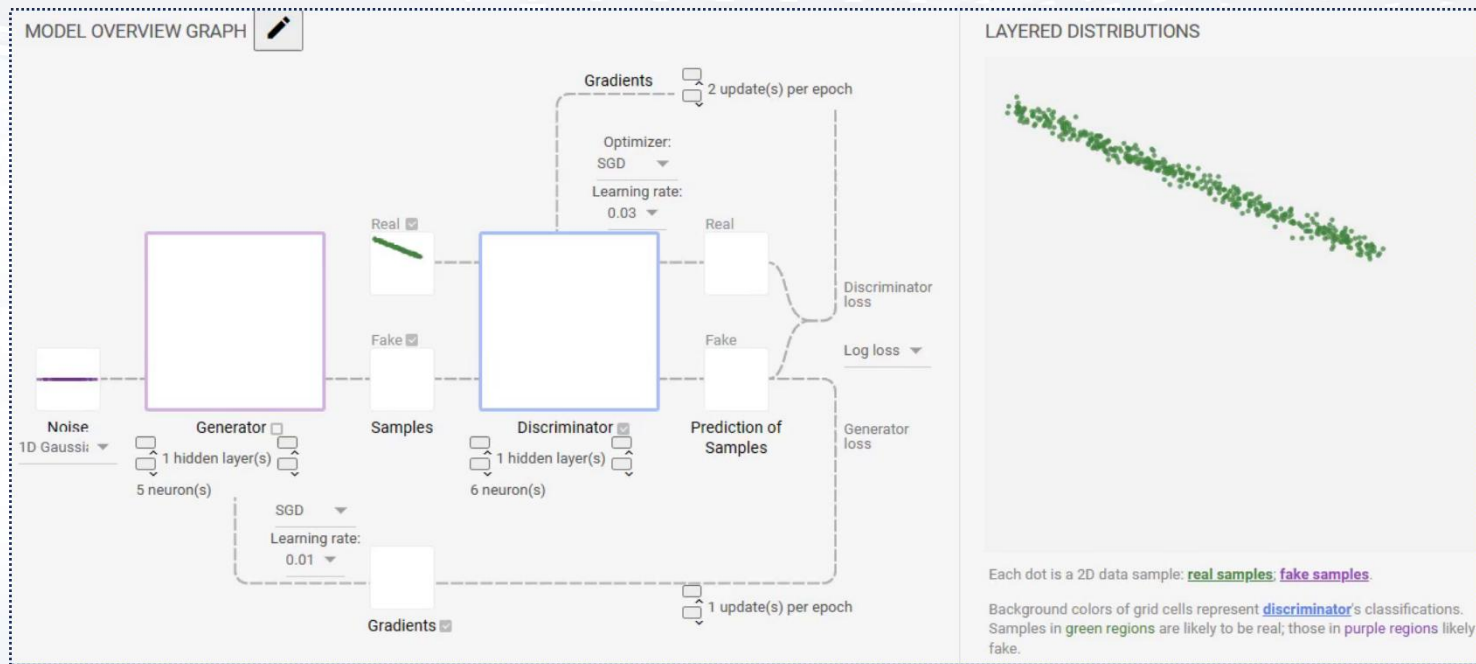 MODEL OVERVIEW GRAPH
Gradients
2 update(s) per epoch
Optimizer:
SGD
Learning rate:
0.03
Real
Real
Discriminator
loss
Fake
Fake
Log loss
Noise
Generator
Samples
Discriminator
Prediction of
Samples
Generator
loss
1D Gaussi
1 hidden layer(s)
1 hidden layer(s)
5 neuron(s)
6 neuron(s)
SGD
Learning rate:
0.01
1 update(s) per epoch
Gradients
LAYERED DISTRIBUTIONS
Each dot is a 2D data sample: real samples; fake samples.
Background colors of grid cells represent discriminator's classifications.
Samples in green regions are likely to be real; those in purple regions likely
fake.